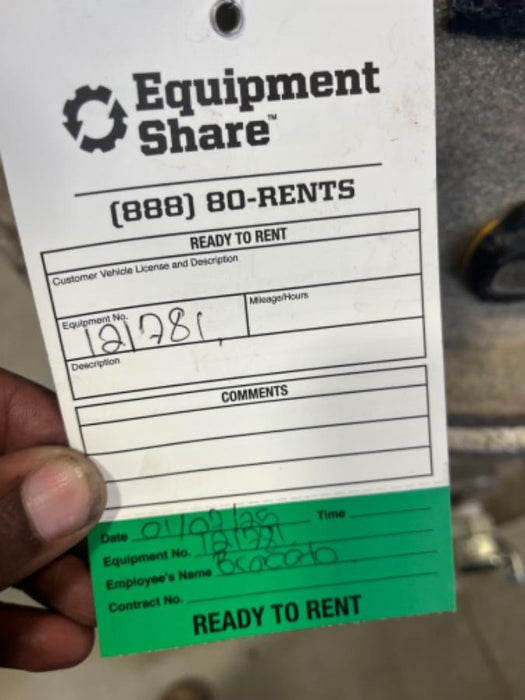 Equipment
Share™
(888) 80-RENTS
READY TO RENT
Customer Vehicle License and Description
Equipment No. Mileage/Hours
121781
Description
COMMENTS
Date 01/02/25 Time
Equipment No. 121781
Employee's Name
Contract No.
READY TO RENT